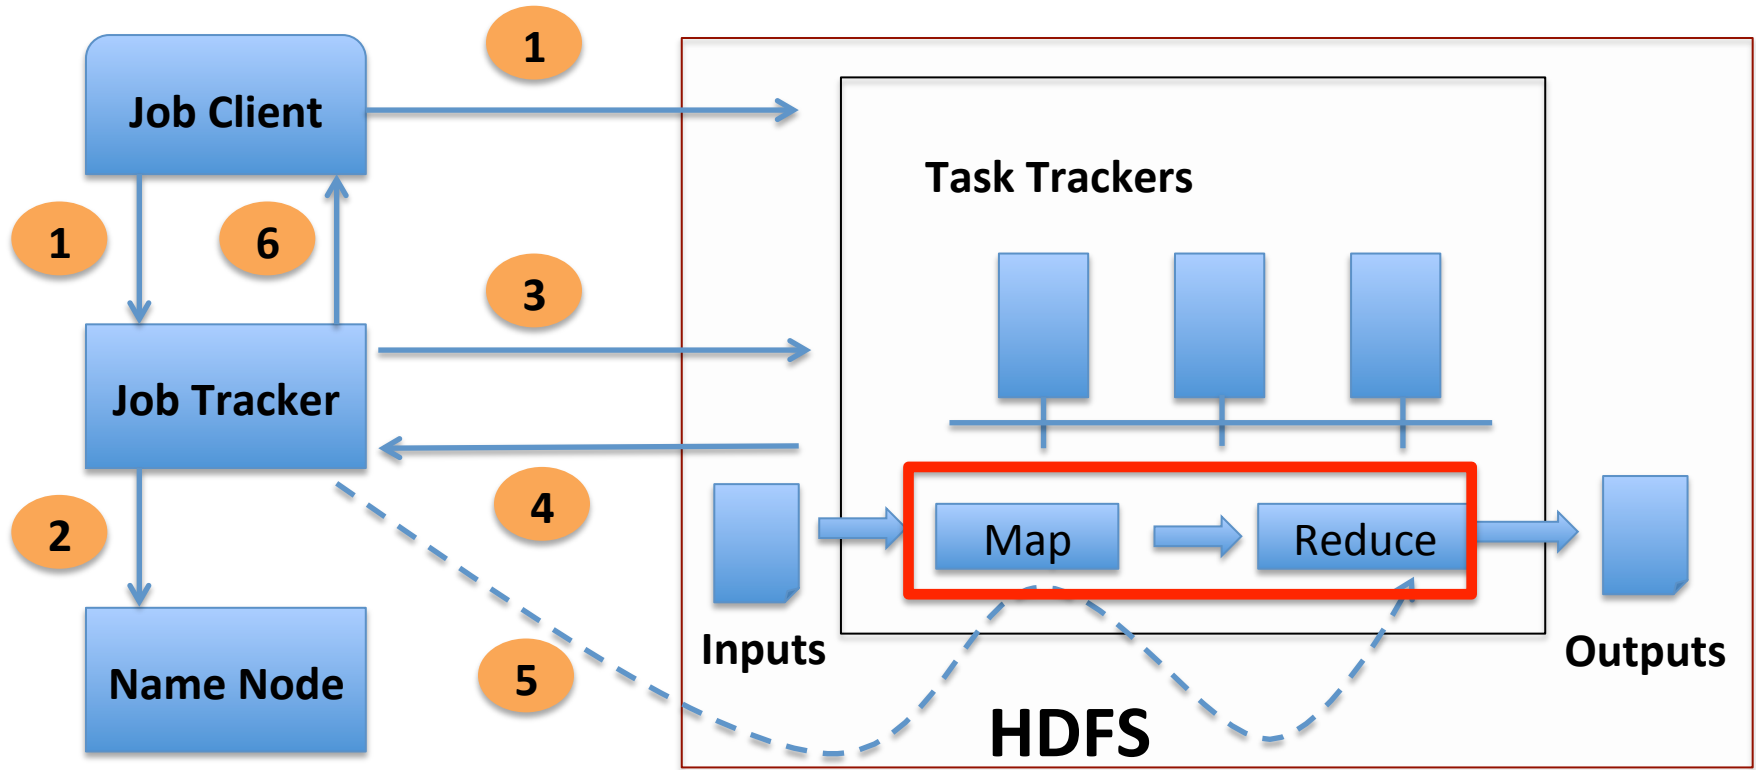 1
Job Client
Task Trackers
1
6
3
Job Tracker
4
2
Map
Reduce
Inputs
Outputs
5
Name Node
HDFS